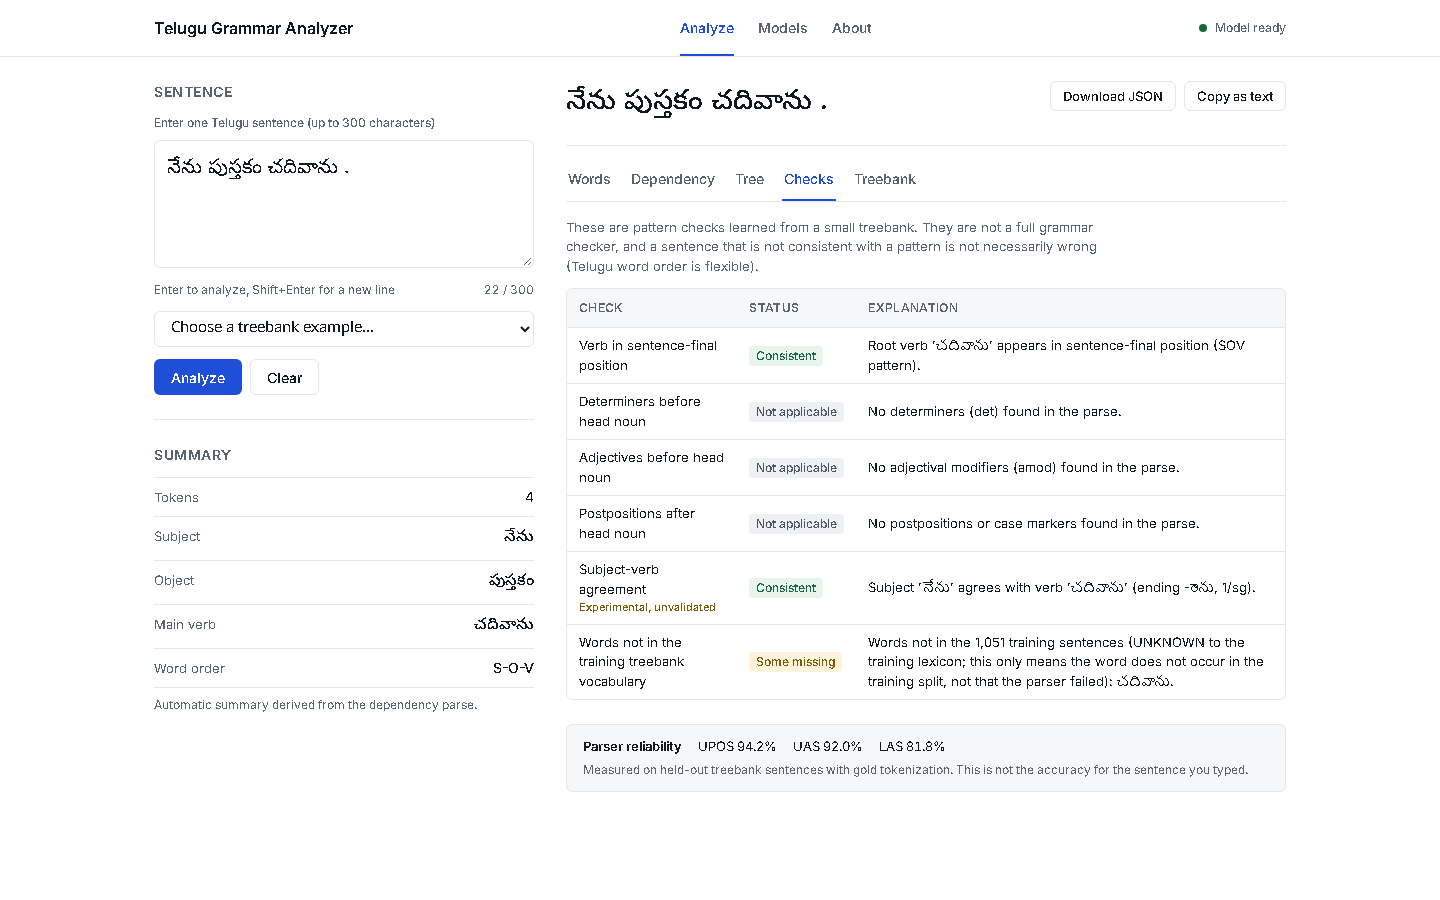 Telugu Grammar Analyzer
Analyze
Models
About
Model ready
SENTENCE
Enter one Telugu sentence (up to 300 characters)
నేను పుస్తకం చదివాను .
Enter to analyze, Shift+Enter for a new line
22 / 300
Choose a treebank example...
Analyze
Clear
SUMMARY
Tokens 4
Subject నేను
Object పుస్తకం
Main verb చదివాను
Word order S-O-V
Automatic summary derived from the dependency parse.
నేను పుస్తకం చదివాను .
Download JSON
Copy as text
Words
Dependency
Tree
Checks
Treebank
These are pattern checks learned from a small treebank. They are not a full grammar
checker, and a sentence that is not consistent with a pattern is not necessarily wrong
(Telugu word order is flexible).
CHECK STATUS EXPLANATION
Verb in sentence-final
position
Consistent
Root verb 'చదివాను' appears in sentence-final position (SOV
pattern).
Determiners before
head noun
Not applicable
No determiners (det) found in the parse.
Adjectives before head
noun
Not applicable
No adjectival modifiers (amod) found in the parse.
Postpositions after
head noun
Not applicable
No postpositions or case markers found in the parse.
Subject-verb
agreement
Experimental, unvalidated
Consistent
Subject 'నేను' agrees with verb 'చదివాను' (ending -ాను, 1/sg).
Words not in the
training treebank
vocabulary
Some missing
Words not in the 1,051 training sentences (UNKNOWN to the
training lexicon; this only means the word does not occur in the
training split, not that the parser failed): చదివాను.
Parser reliability UPOS 94.2% UAS 92.0% LAS 81.8%
Measured on held-out treebank sentences with gold tokenization. This is not the accuracy for the sentence you typed.